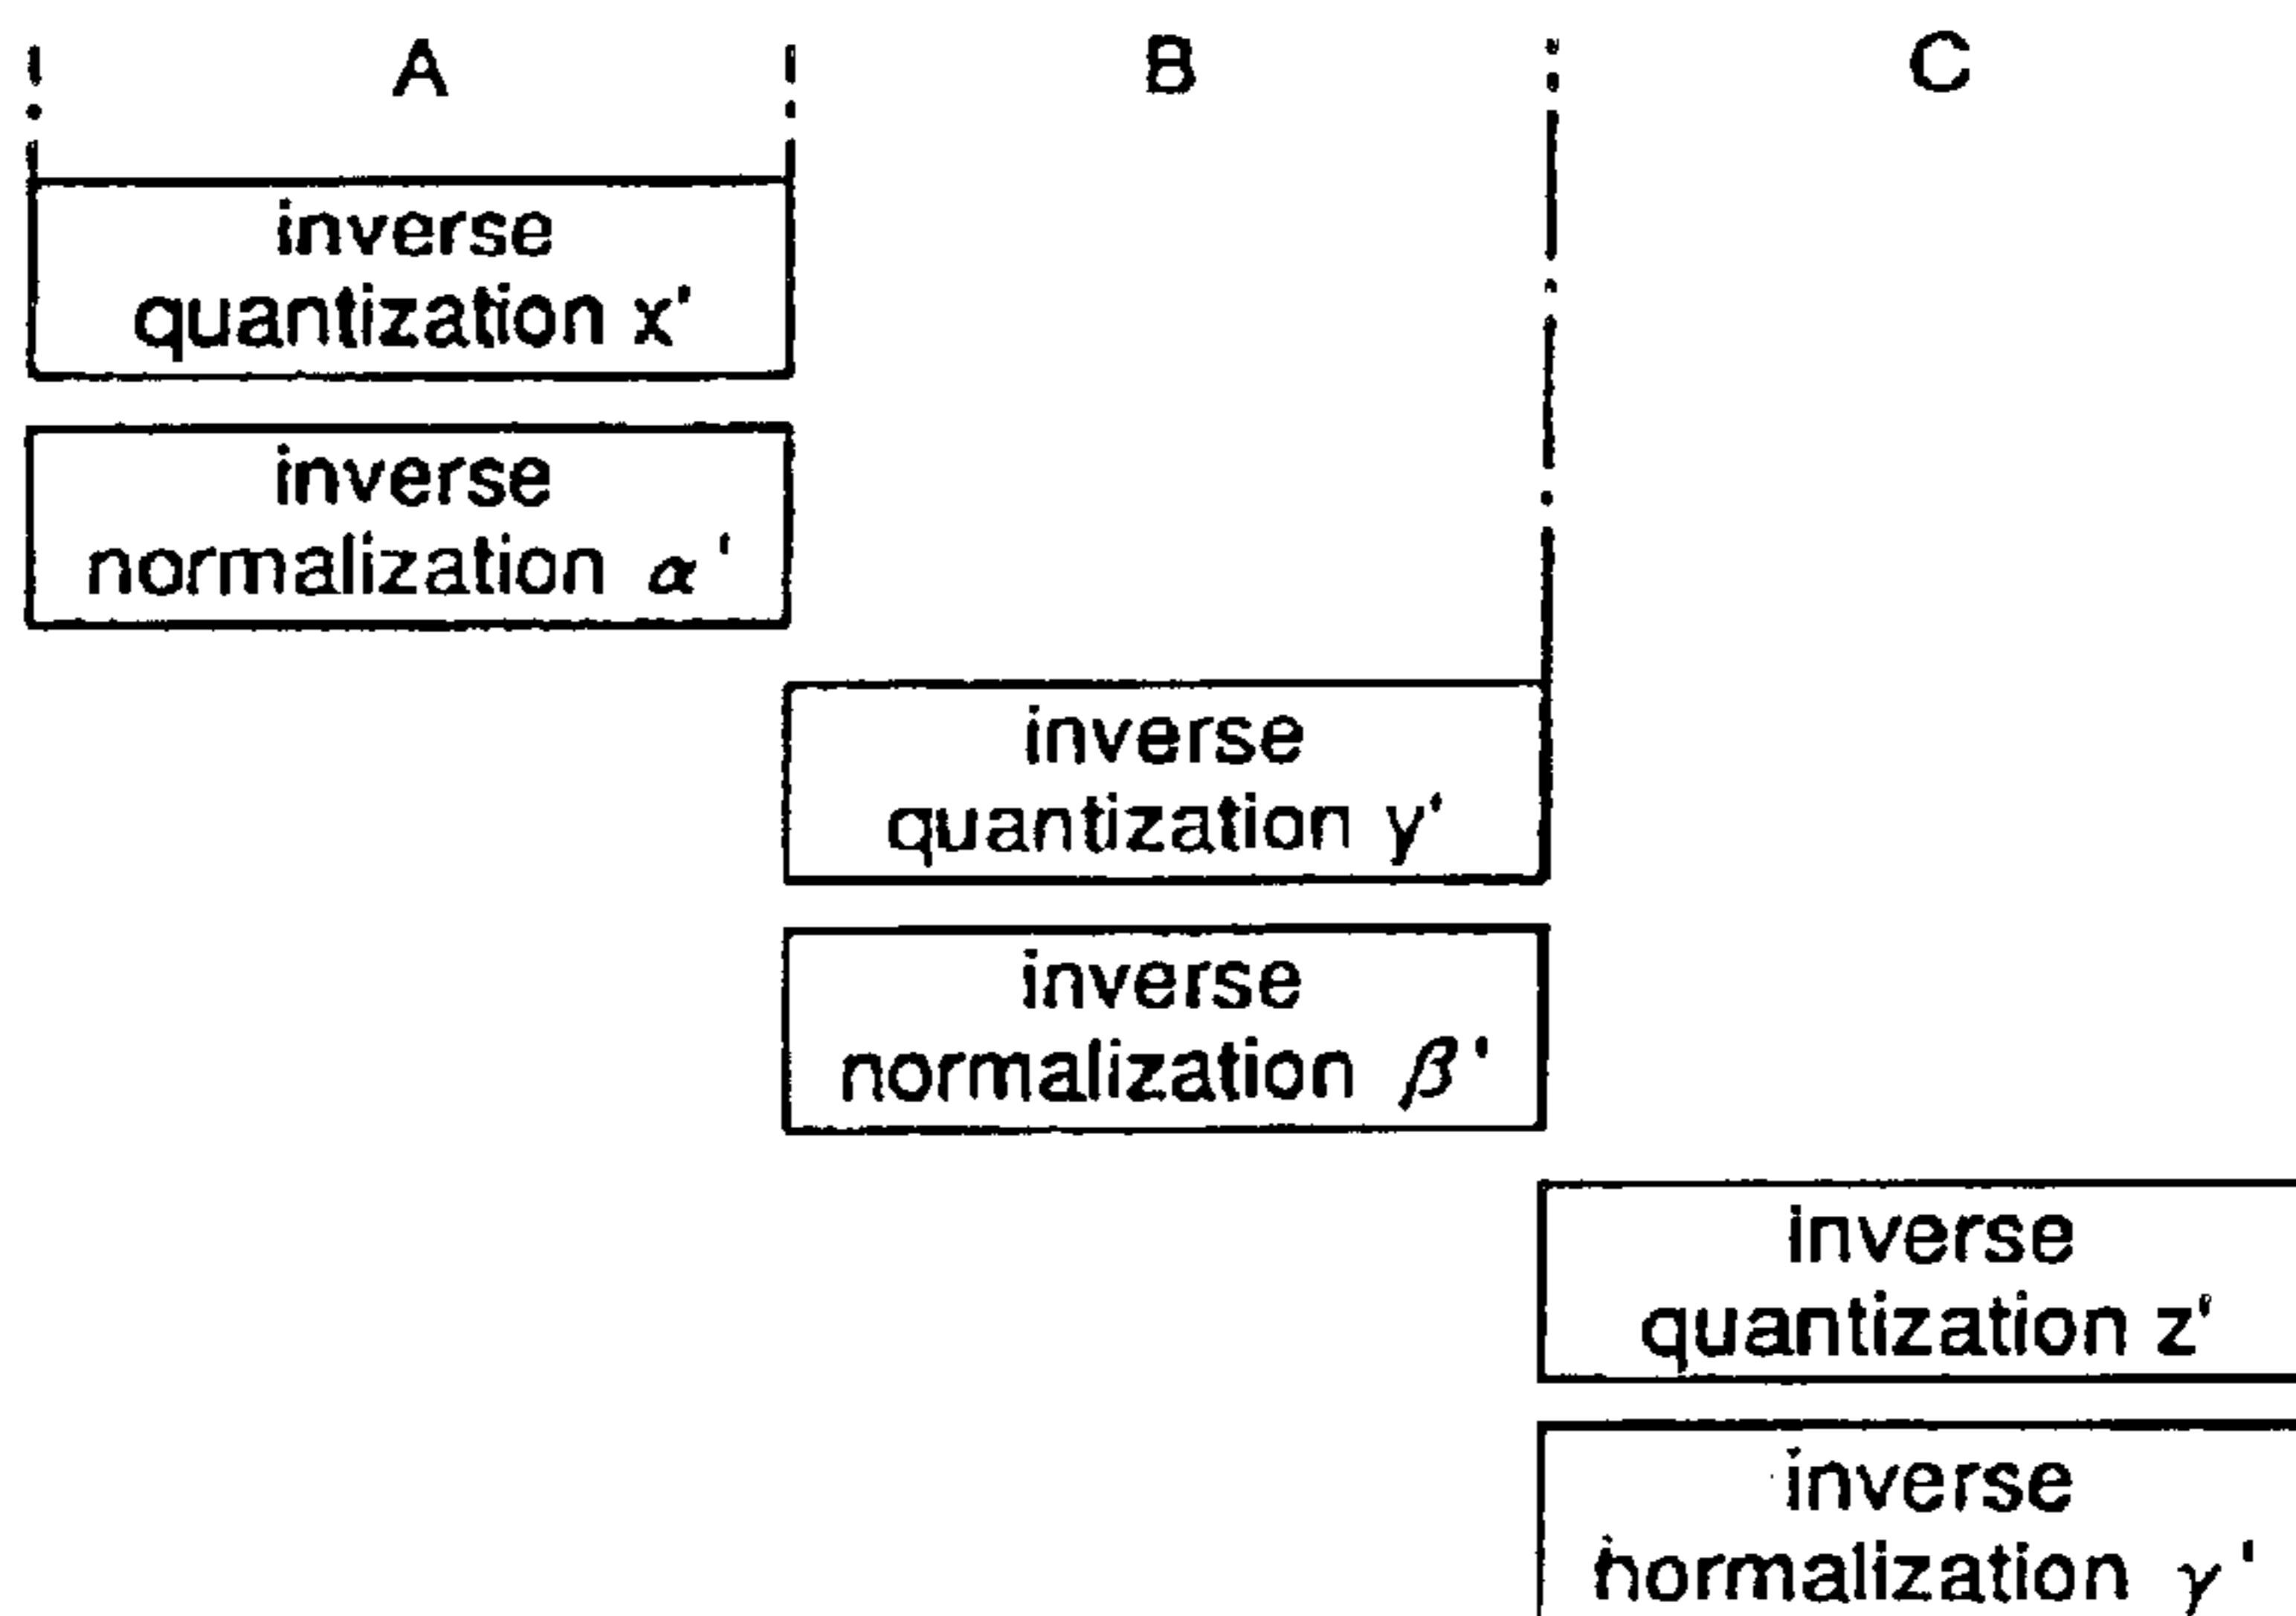 A B C
inverse
quantization x'
inverse
normalization α'
inverse
quantization y'
inverse
normalization β'
inverse
quantization z'
inverse
normalization γ'